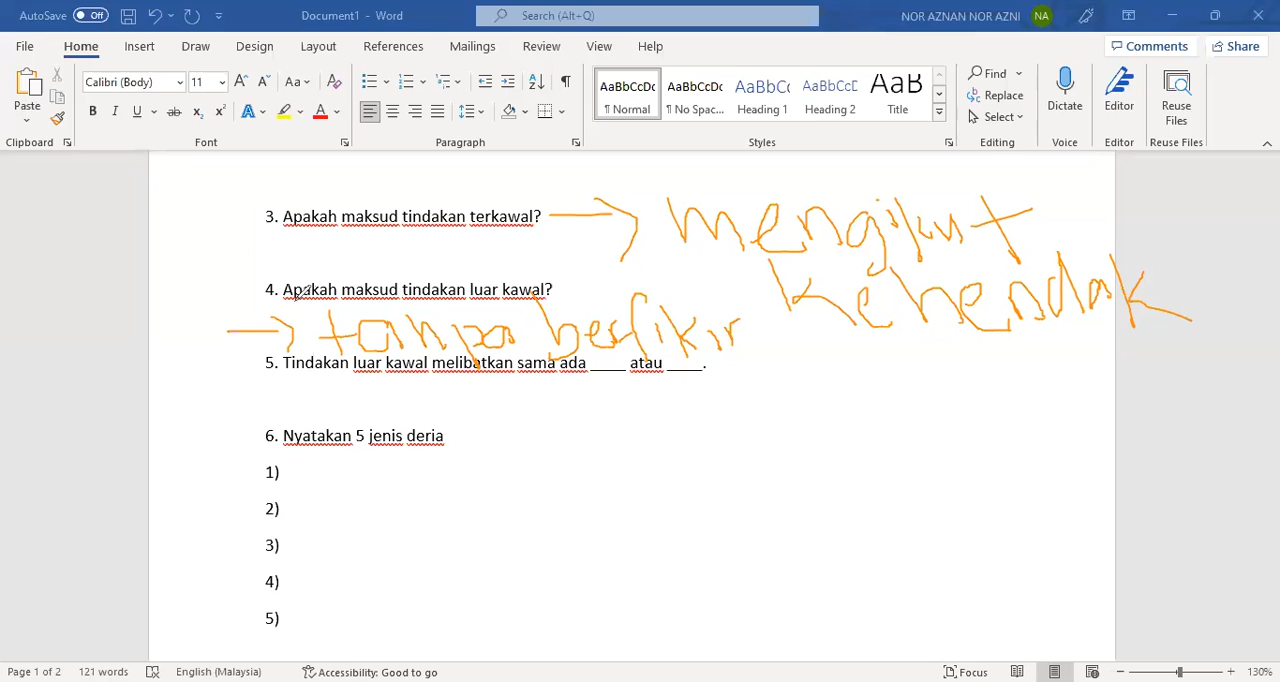 AutoSave Off Document1 - Word Search (Alt+Q) NOR AZNAN NOR AZNI NA
File Home Insert Draw Design Layout References Mailings Review View Help Comments Share
Paste Calibri (Body) 11 Aa AaBbCcDc AaBbCcDc AaBbCc AaBbCcD AaB Find Replace Select Dictate Editor Reuse Files
B I U ab x₂ x² A A ¶ Normal ¶ No Spac... Heading 1 Heading 2 Title
Clipboard Font Paragraph Styles Editing Voice Editor Reuse Files
3. Apakah maksud tindakan terkawal? → mengikut
kehendak
4. Apakah maksud tindakan luar kawal?
→ tanpa berfikir
5. Tindakan luar kawal melibatkan sama ada ____ atau ____.
6. Nyatakan 5 jenis deria
1)
2)
3)
4)
5)
Page 1 of 2 121 words English (Malaysia) Accessibility: Good to go Focus 130%